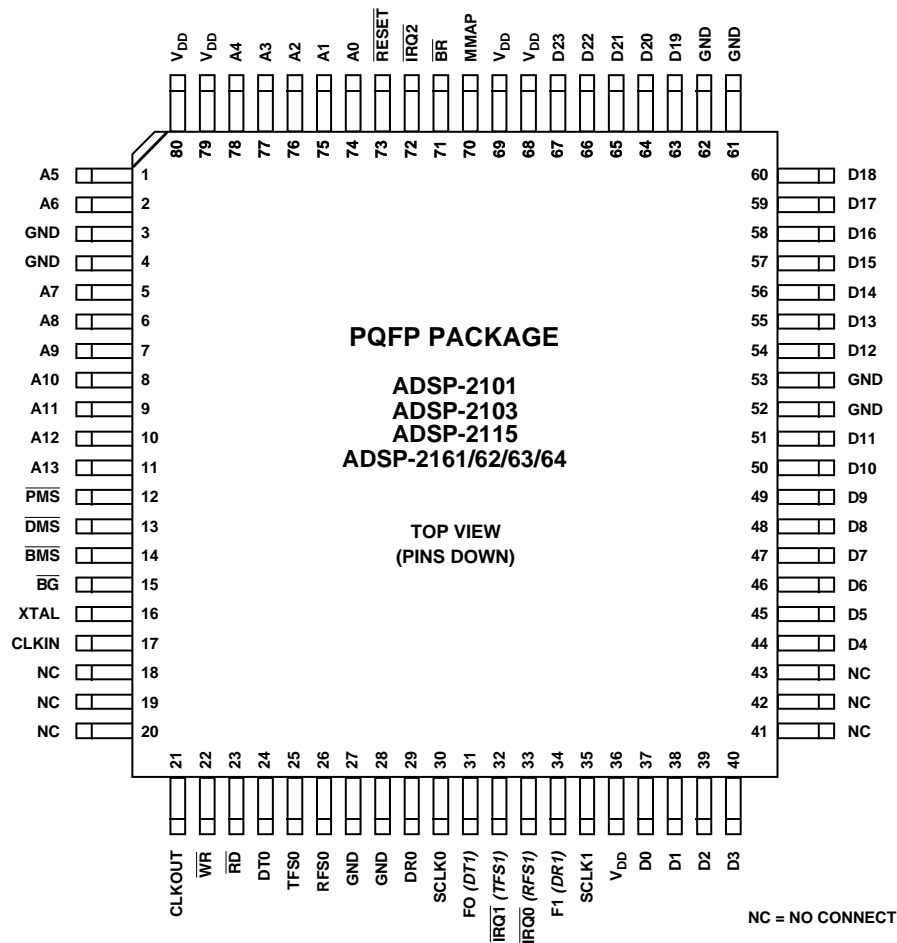 VDD
VDD
A4
A3
A2
A1
A0
RESET
IRQ2
BR
MMAP
VDD
VDD
D23
D22
D21
D20
D19
GND
GND
80
79
78
77
76
75
74
73
72
71
70
69
68
67
66
65
64
63
62
61
A5 1
A6 2
GND 3
GND 4
A7 5
A8 6
A9 7
A10 8
A11 9
A12 10
A13 11
PMS 12
DMS 13
BMS 14
BG 15
XTAL 16
CLKIN 17
NC 18
NC 19
NC 20
PQFP PACKAGE
ADSP-2101
ADSP-2103
ADSP-2115
ADSP-2161/62/63/64
TOP VIEW
(PINS DOWN)
60 D18
59 D17
58 D16
57 D15
56 D14
55 D13
54 D12
53 GND
52 GND
51 D11
50 D10
49 D9
48 D8
47 D7
46 D6
45 D5
44 D4
43 NC
42 NC
41 NC
21
22
23
24
25
26
27
28
29
30
31
32
33
34
35
36
37
38
39
40
CLKOUT
WR
RD
DT0
TFS0
RFS0
GND
GND
DR0
SCLK0
FO (DT1)
IRQ1 (TFS1)
IRQ0 (RFS1)
F1 (DR1)
SCLK1
VDD
D0
D1
D2
D3
NC = NO CONNECT